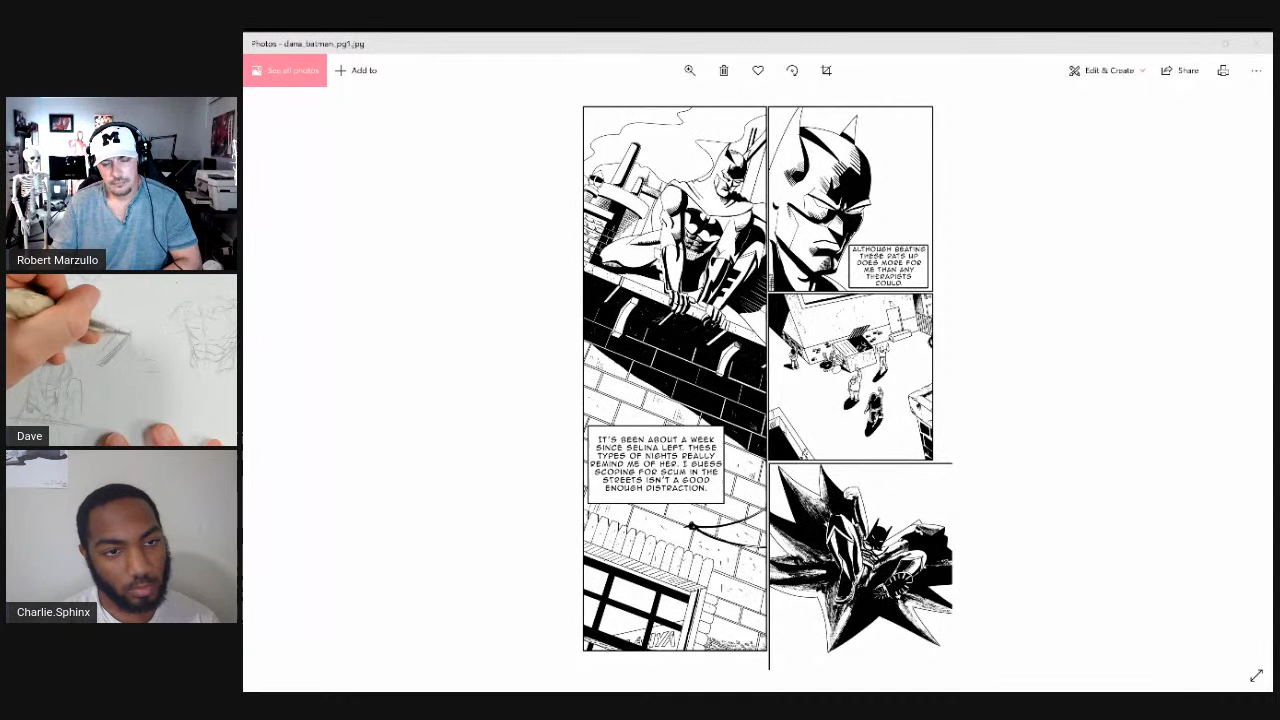 Photos - dana_batman_pg1.jpg
See all photos
Add to
Edit & Create
Share
M
Robert Marzullo
Dave
Charlie.Sphinx
ALTHOUGH BEATING
THESE RATS UP
DOES MORE FOR
ME THAN ANY
THERAPISTS
COULD.
IT'S BEEN ABOUT A WEEK
SINCE SELINA LEFT. THESE
TYPES OF NIGHTS REALLY
REMIND ME OF HER. I GUESS
SCOPING FOR SCUM IN THE
STREETS ISN'T A GOOD
ENOUGH DISTRACTION.